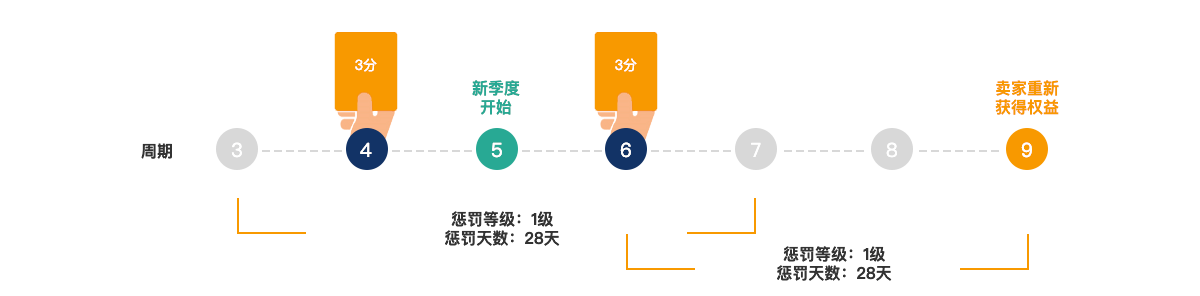 3分
3分
新季度
开始
卖家重新
获得权益
周期
3
4
5
6
7
8
9
惩罚等级：1级
惩罚天数：28天
惩罚等级：1级
惩罚天数：28天